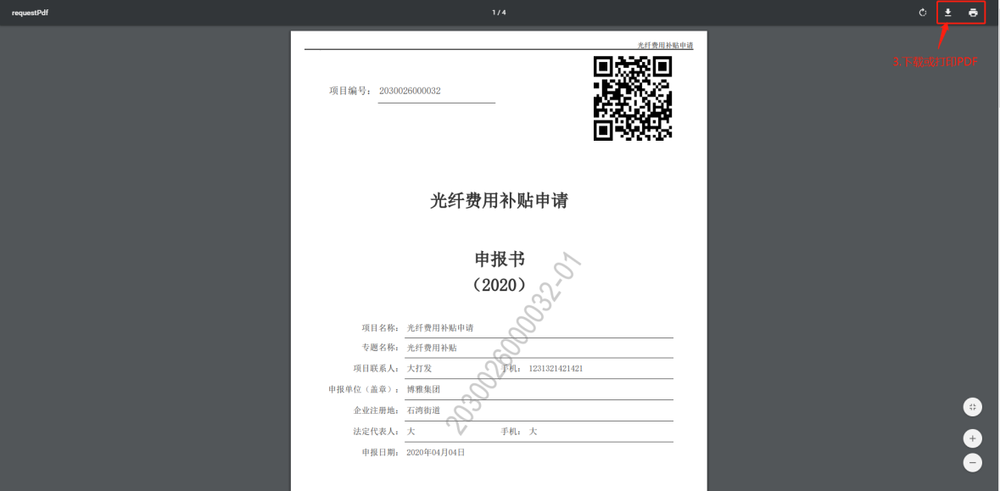 requestPdf
1 / 4
3.下载或打印PDF
光纤费用补贴申请
项目编号： 2030026000032
光纤费用补贴申请
申报书
（2020）
2030026000032-01
项目名称： 光纤费用补贴申请
专题名称： 光纤费用补贴
项目联系人： 大打发 手机： 1231321421421
申报单位（盖章）： 博雅集团
企业注册地： 石湾街道
法定代表人： 大 手机： 大
申报日期： 2020年04月04日